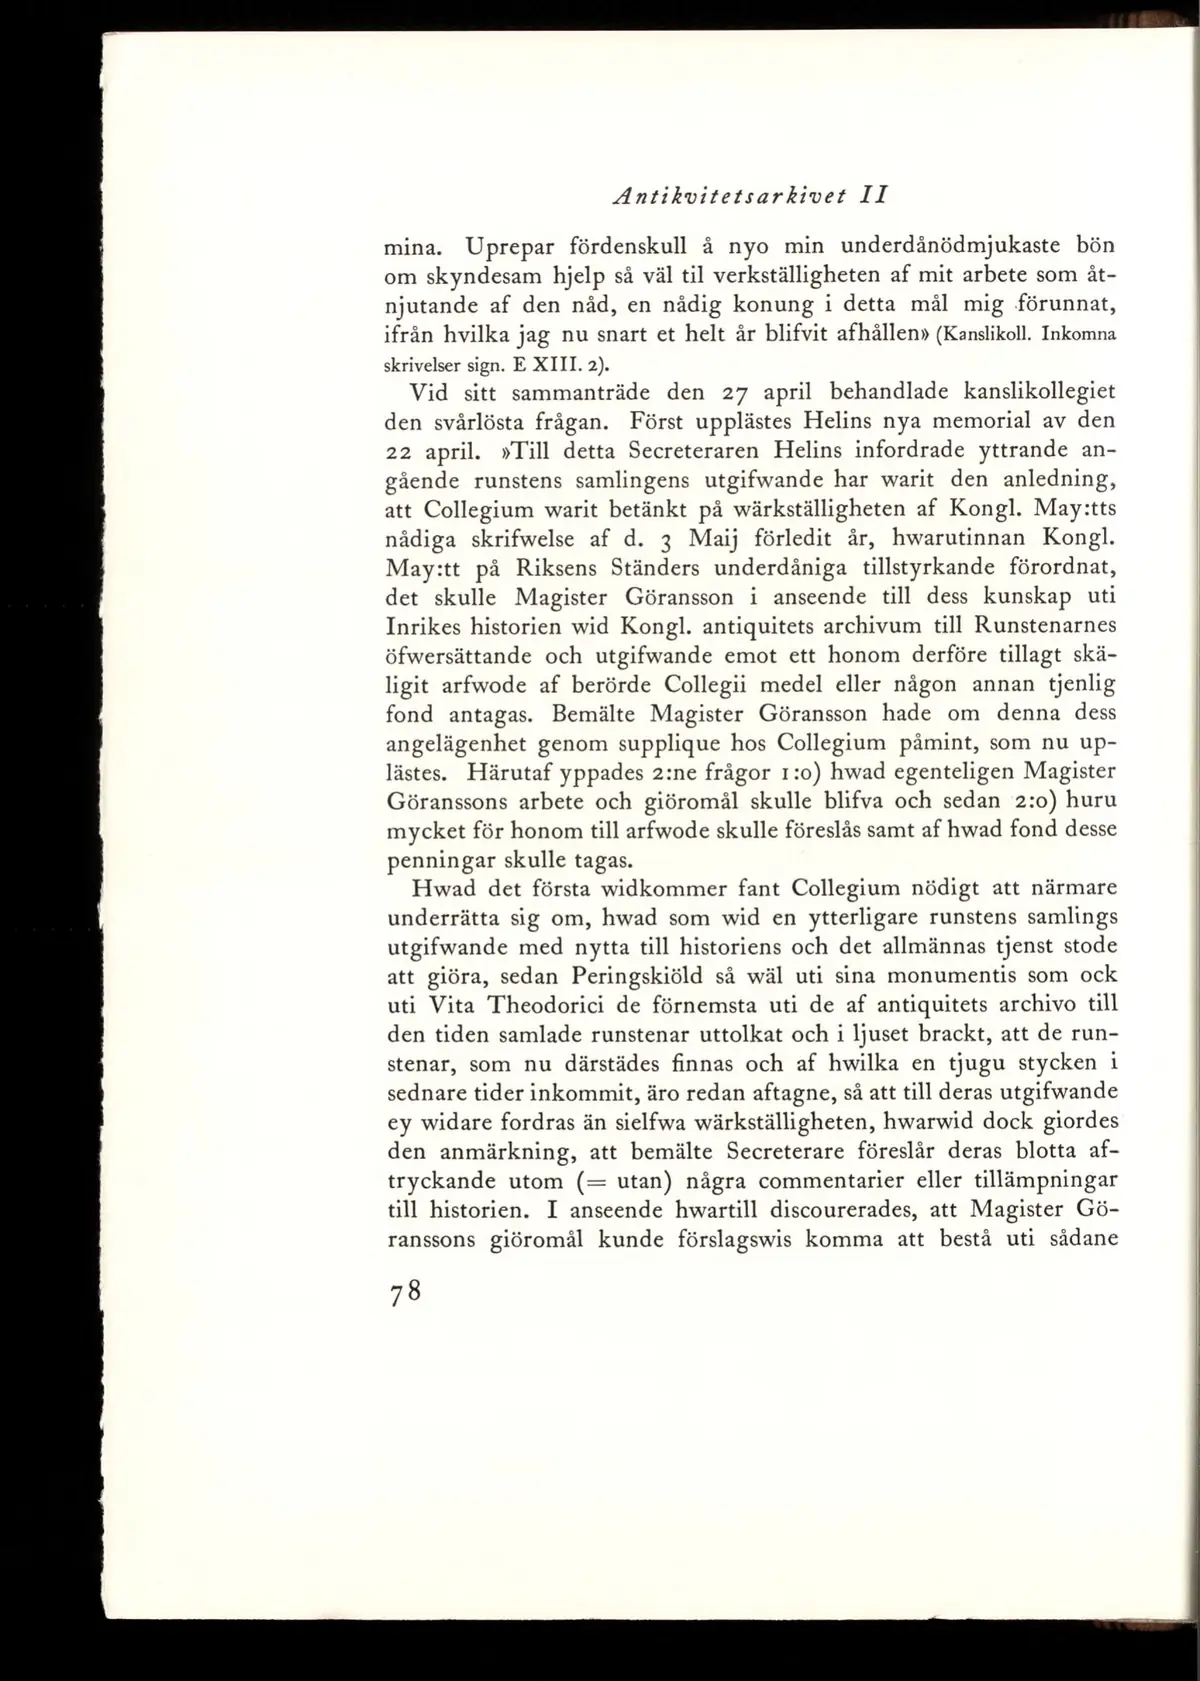 Antikvitetsarkivet II
mina. Uprepar fördenskull å nyo min underdånödmjukaste bön
om skyndesam hjelp så väl til verkställigheten af mit arbete som åt-
njutande af den nåd, en nådig konung i detta mål mig förunnat,
ifrån hvilka jag nu snart et helt år blifvit afhållen» (Kanslikoll. Inkomna
skrivelser sign. E XIII. 2).
Vid sitt sammanträde den 27 april behandlade kanslikollegiet
den svårlösta frågan. Först upplästes Helins nya memorial av den
22 april. »Till detta Secreteraren Helins infordrade yttrande an-
gående runstens samlingens utgifwande har warit den anledning,
att Collegium warit betänkt på wärkställigheten af Kongl. May:tts
nådiga skrifwelse af d. 3 Maij förledit år, hwarutinnan Kongl.
May:tt på Riksens Ständers underdåniga tillstyrkande förordnat,
det skulle Magister Göransson i anseende till dess kunskap uti
Inrikes historien wid Kongl. antiquitets archivum till Runstenarnes
öfwersättande och utgifwande emot ett honom derföre tillagt skä-
ligit arfwode af berörde Collegii medel eller någon annan tjenlig
fond antagas. Bemälte Magister Göransson hade om denna dess
angelägenhet genom supplique hos Collegium påmint, som nu up-
lästes. Härutaf yppades 2:ne frågor 1:o) hwad egenteligen Magister
Göranssons arbete och giöromål skulle blifva och sedan 2:o) huru
mycket för honom till arfwode skulle föreslås samt af hwad fond desse
penningar skulle tagas.
Hwad det första widkommer fant Collegium nödigt att närmare
underrätta sig om, hwad som wid en ytterligare runstens samlings
utgifwande med nytta till historiens och det allmännas tjenst stode
att giöra, sedan Peringskiöld så wäl uti sina monumentis som ock
uti Vita Theodorici de förnemsta uti de af antiquitets archivo till
den tiden samlade runstenar uttolkat och i ljuset brackt, att de run-
stenar, som nu därstädes finnas och af hwilka en tjugu stycken i
sednare tider inkommit, äro redan aftagne, så att till deras utgifwande
ey widare fordras än sielfwa wärkställigheten, hwarwid dock giordes
den anmärkning, att bemälte Secreterare föreslår deras blotta af-
tryckande utom (= utan) några commentarier eller tillämpningar
till historien. I anseende hwartill discourerades, att Magister Gö-
ranssons giöromål kunde förslagswis komma att bestå uti sådane
78